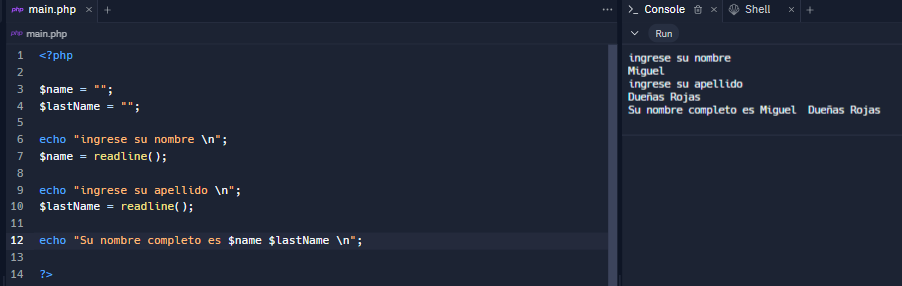 php main.php × +
php main.php
1 <?php
2
3 $name = "";
4 $lastName = "";
5
6 echo "ingrese su nombre \n";
7 $name = readline();
8
9 echo "ingrese su apellido \n";
10 $lastName = readline();
11
12 echo "Su nombre completo es $name $lastName \n";
13
14 ?>
>_ Console × Shell × +
Run
ingrese su nombre
Miguel
ingrese su apellido
Dueñas Rojas
Su nombre completo es Miguel  Dueñas Rojas